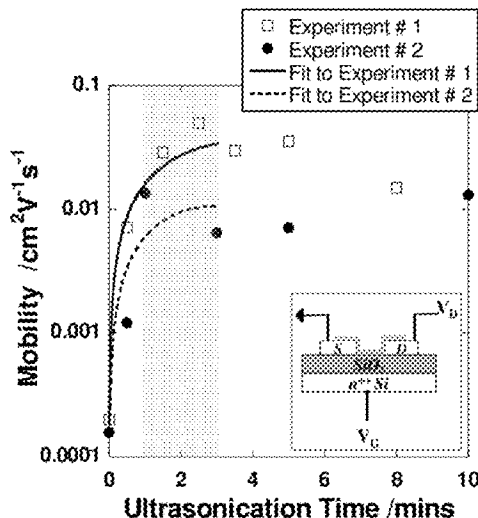 Experiment # 1
Experiment # 2
Fit to Experiment # 1
Fit to Experiment # 2
0.1
0.01
0.001
0.0001
Mobility /cm²V⁻¹s⁻¹
V_D
S
D
n⁺⁺ Si
V_G
0
2
4
6
8
10
Ultrasonication Time /mins